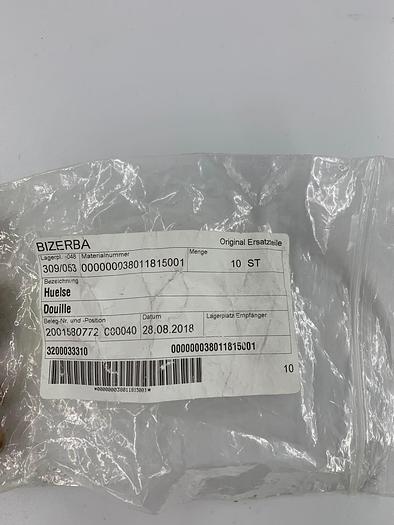 BIZERBA Original Ersatzteile
Lagerpl. -048 Materialnummer Menge
309/053 000000038011815001 10 ST
Bezeichnung
Huelse
Douille
Beleg-Nr. und -Position Datum Lagerplatz Empfänger
2001580772 C00040 28.08.2018
3200033310 000000038011815001
10
*000000038011815001*